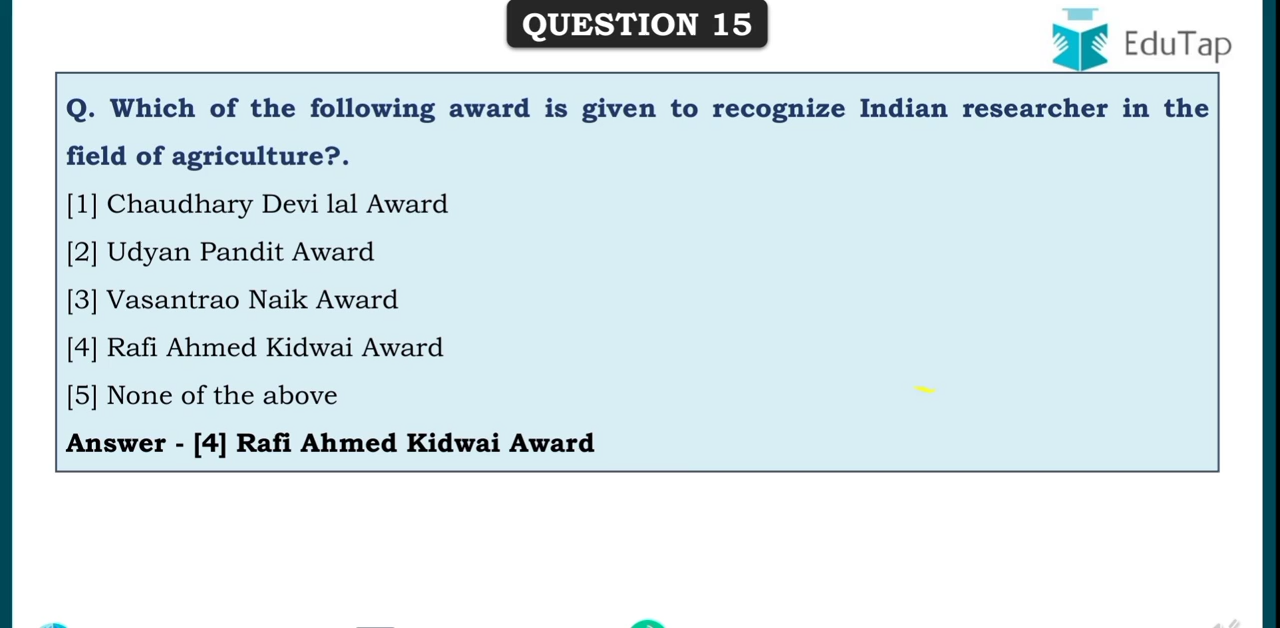 QUESTION 15
EduTap
Q. Which of the following award is given to recognize Indian researcher in the
field of agriculture?.
[1] Chaudhary Devi lal Award
[2] Udyan Pandit Award
[3] Vasantrao Naik Award
[4] Rafi Ahmed Kidwai Award
[5] None of the above
Answer - [4] Rafi Ahmed Kidwai Award